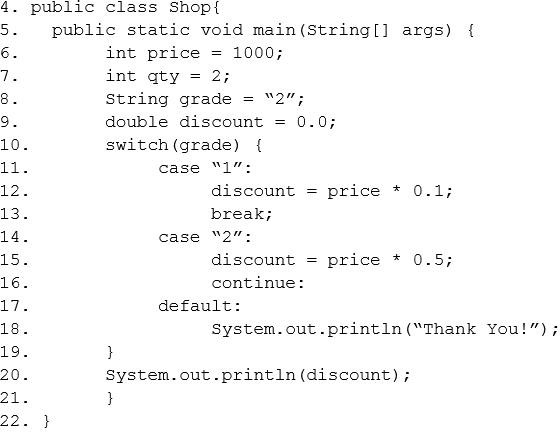 4. public class Shop{
5. public static void main(String[] args) {
6. int price = 1000;
7. int qty = 2;
8. String grade = “2”;
9. double discount = 0.0;
10. switch(grade) {
11. case “1”:
12. discount = price * 0.1;
13. break;
14. case “2”:
15. discount = price * 0.5;
16. continue:
17. default:
18. System.out.println(“Thank You!”);
19. }
20. System.out.println(discount);
21. }
22. }